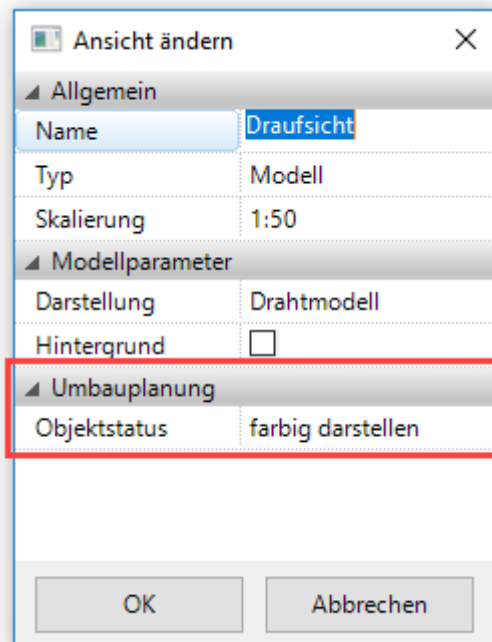 Ansicht ändern
Allgemein
Name Draufsicht
Typ Modell
Skalierung 1:50
Modellparameter
Darstellung Drahtmodell
Hintergrund
Umbauplanung
Objektstatus farbig darstellen
OK Abbrechen